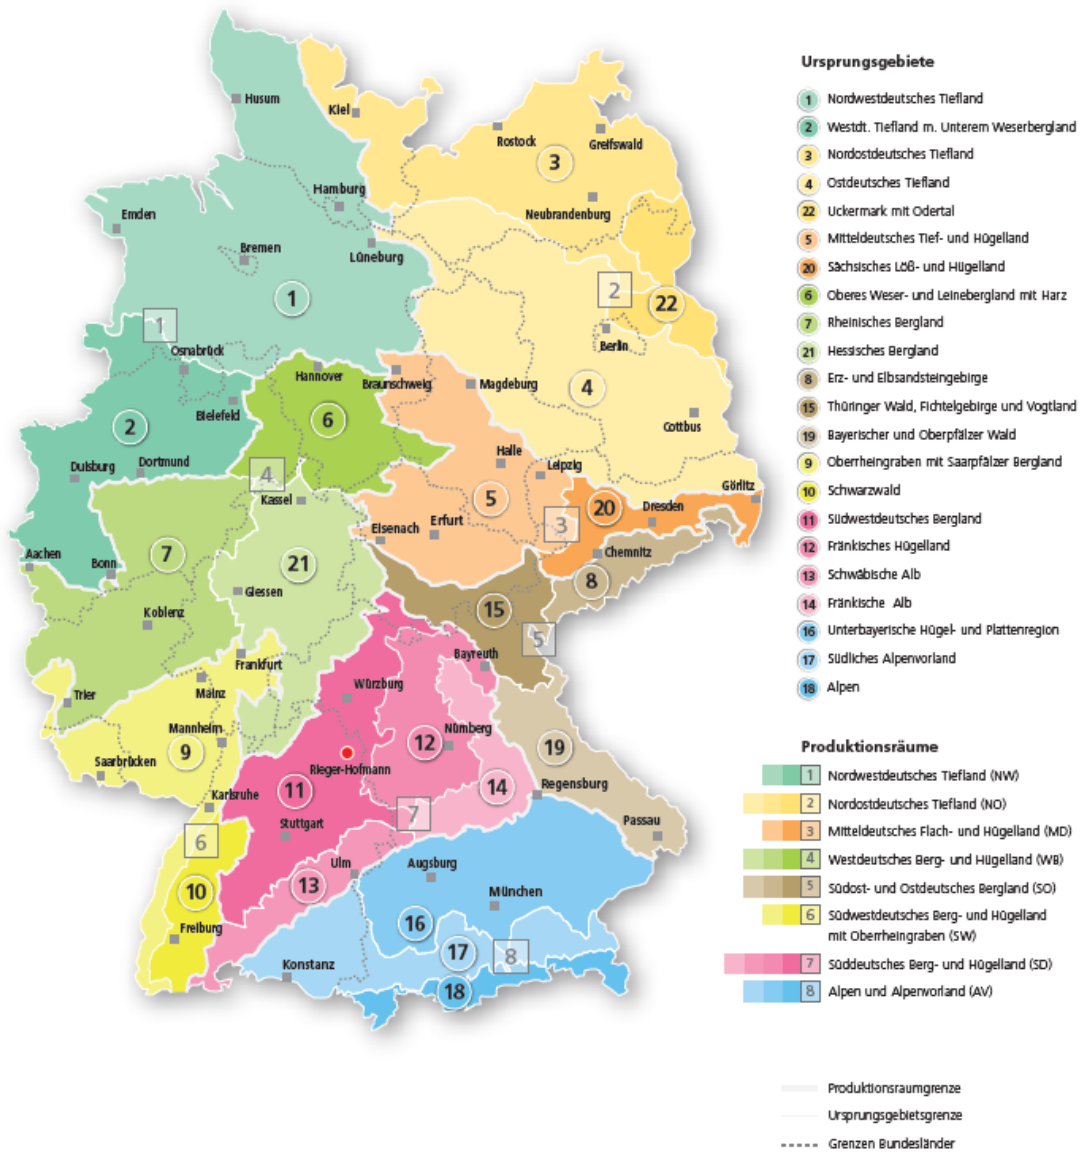 Husum
Kiel
Rostock
Greifswald
3
Hamburg
Neubrandenburg
Emden
Bremen
Lüneburg
1
2
22
1
Osnabrück
Berlin
Hannover
Braunschweig
Magdeburg
4
Bielefeld
6
2
Cottbus
Duisburg
Dortmund
4
Halle
Leipzig
Görlitz
Kassel
5
20
Dresden
Eisenach
Erfurt
3
Aachen
Bonn
7
21
Chemnitz
8
Giessen
Koblenz
15
5
Bayreuth
Frankfurt
Trier
Mainz
Würzburg
Mannheim
Nürnberg
9
12
19
Saarbrücken
Rieger-Hofmann
Karlsruhe
11
14
Regensburg
7
Stuttgart
Passau
6
Ulm
Augsburg
10
13
München
Freiburg
16
17
8
Konstanz
18
Ursprungsgebiete
1 Nordwestdeutsches Tiefland
2 Westdt. Tiefland m. Unterem Weserbergland
3 Nordostdeutsches Tiefland
4 Ostdeutsches Tiefland
22 Uckermark mit Odertal
5 Mitteldeutsches Tief- und Hügelland
20 Sächsisches Löß- und Hügelland
6 Oberes Weser- und Leinebergland mit Harz
7 Rheinisches Bergland
21 Hessisches Bergland
8 Erz- und Elbsandsteingebirge
15 Thüringer Wald, Fichtelgebirge und Vogtland
19 Bayerischer und Oberpfälzer Wald
9 Oberrheingraben mit Saarpfälzer Bergland
10 Schwarzwald
11 Südwestdeutsches Bergland
12 Fränkisches Hügelland
13 Schwäbische Alb
14 Fränkische Alb
16 Unterbayerische Hügel- und Plattenregion
17 Südliches Alpenvorland
18 Alpen
Produktionsräume
1 Nordwestdeutsches Tiefland (NW)
2 Nordostdeutsches Tiefland (NO)
3 Mitteldeutsches Flach- und Hügelland (MD)
4 Westdeutsches Berg- und Hügelland (WB)
5 Südost- und Ostdeutsches Bergland (SO)
6 Südwestdeutsches Berg- und Hügelland
mit Oberrheingraben (SW)
7 Süddeutsches Berg- und Hügelland (SD)
8 Alpen und Alpenvorland (AV)
Produktionsraumgrenze
Ursprungsgebietsgrenze
Grenzen Bundesländer